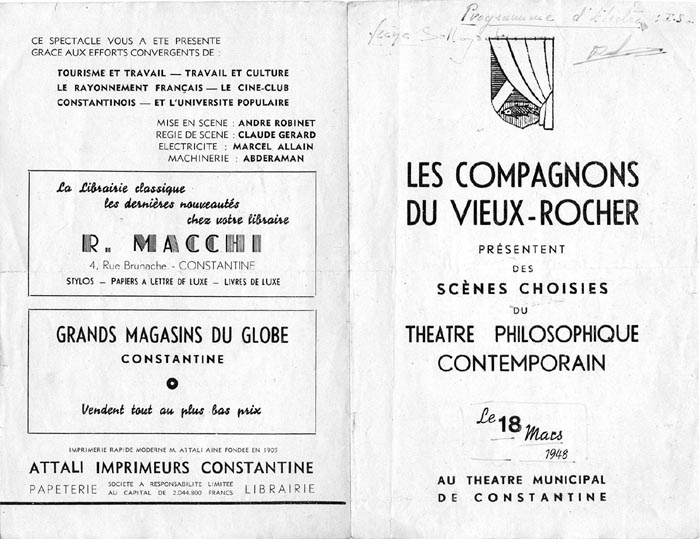 CE SPECTACLE VOUS A ETE PRESENTE
GRACE AUX EFFORTS CONVERGENTS DE :
TOURISME ET TRAVAIL — TRAVAIL ET CULTURE
LE RAYONNEMENT FRANÇAIS — LE CINE-CLUB
CONSTANTINOIS — ET L'UNIVERSITE POPULAIRE
MISE EN SCENE : ANDRE ROBINET
REGIE DE SCENE : CLAUDE GERARD
ELECTRICITE : MARCEL ALLAIN
MACHINERIE : ABDERAMAN
La Librairie classique
les dernières nouveautés
chez votre libraire
R. MACCHI
4, Rue Brunache. - CONSTANTINE
STYLOS — PAPIERS A LETTRE DE LUXE — LIVRES DE LUXE
GRANDS MAGASINS DU GLOBE
CONSTANTINE
Vendent tout au plus bas prix
IMPRIMERIE RAPIDE MODERNE M. ATTALI AINE FONDEE EN 1905
ATTALI IMPRIMEURS CONSTANTINE
PAPETERIE SOCIETE A RESPONSABILITE LIMITEE AU CAPITAL DE 2.044.800 FRANCS LIBRAIRIE
Programme d'
LES COMPAGNONS
DU VIEUX-ROCHER
PRÉSENTENT
DES
SCÈNES CHOISIES
DU
THEATRE PHILOSOPHIQUE
CONTEMPORAIN
Le 18 Mars
1948
AU THEATRE MUNICIPAL
DE CONSTANTINE